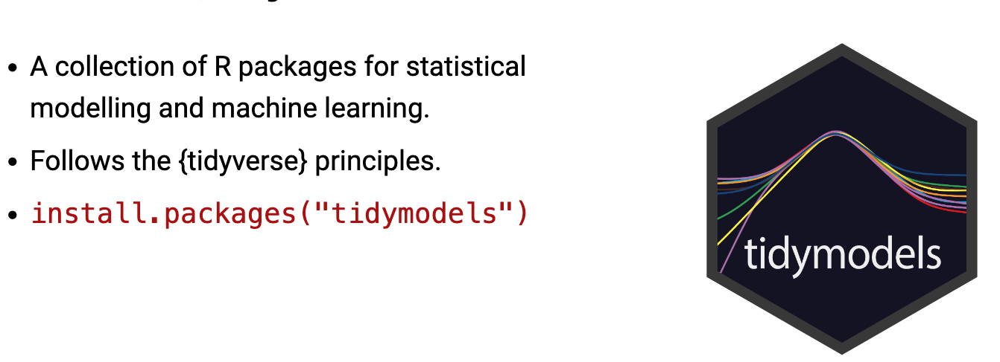 • A collection of R packages for statistical
modelling and machine learning.
• Follows the {tidyverse} principles.
• install.packages("tidymodels")
tidymodels